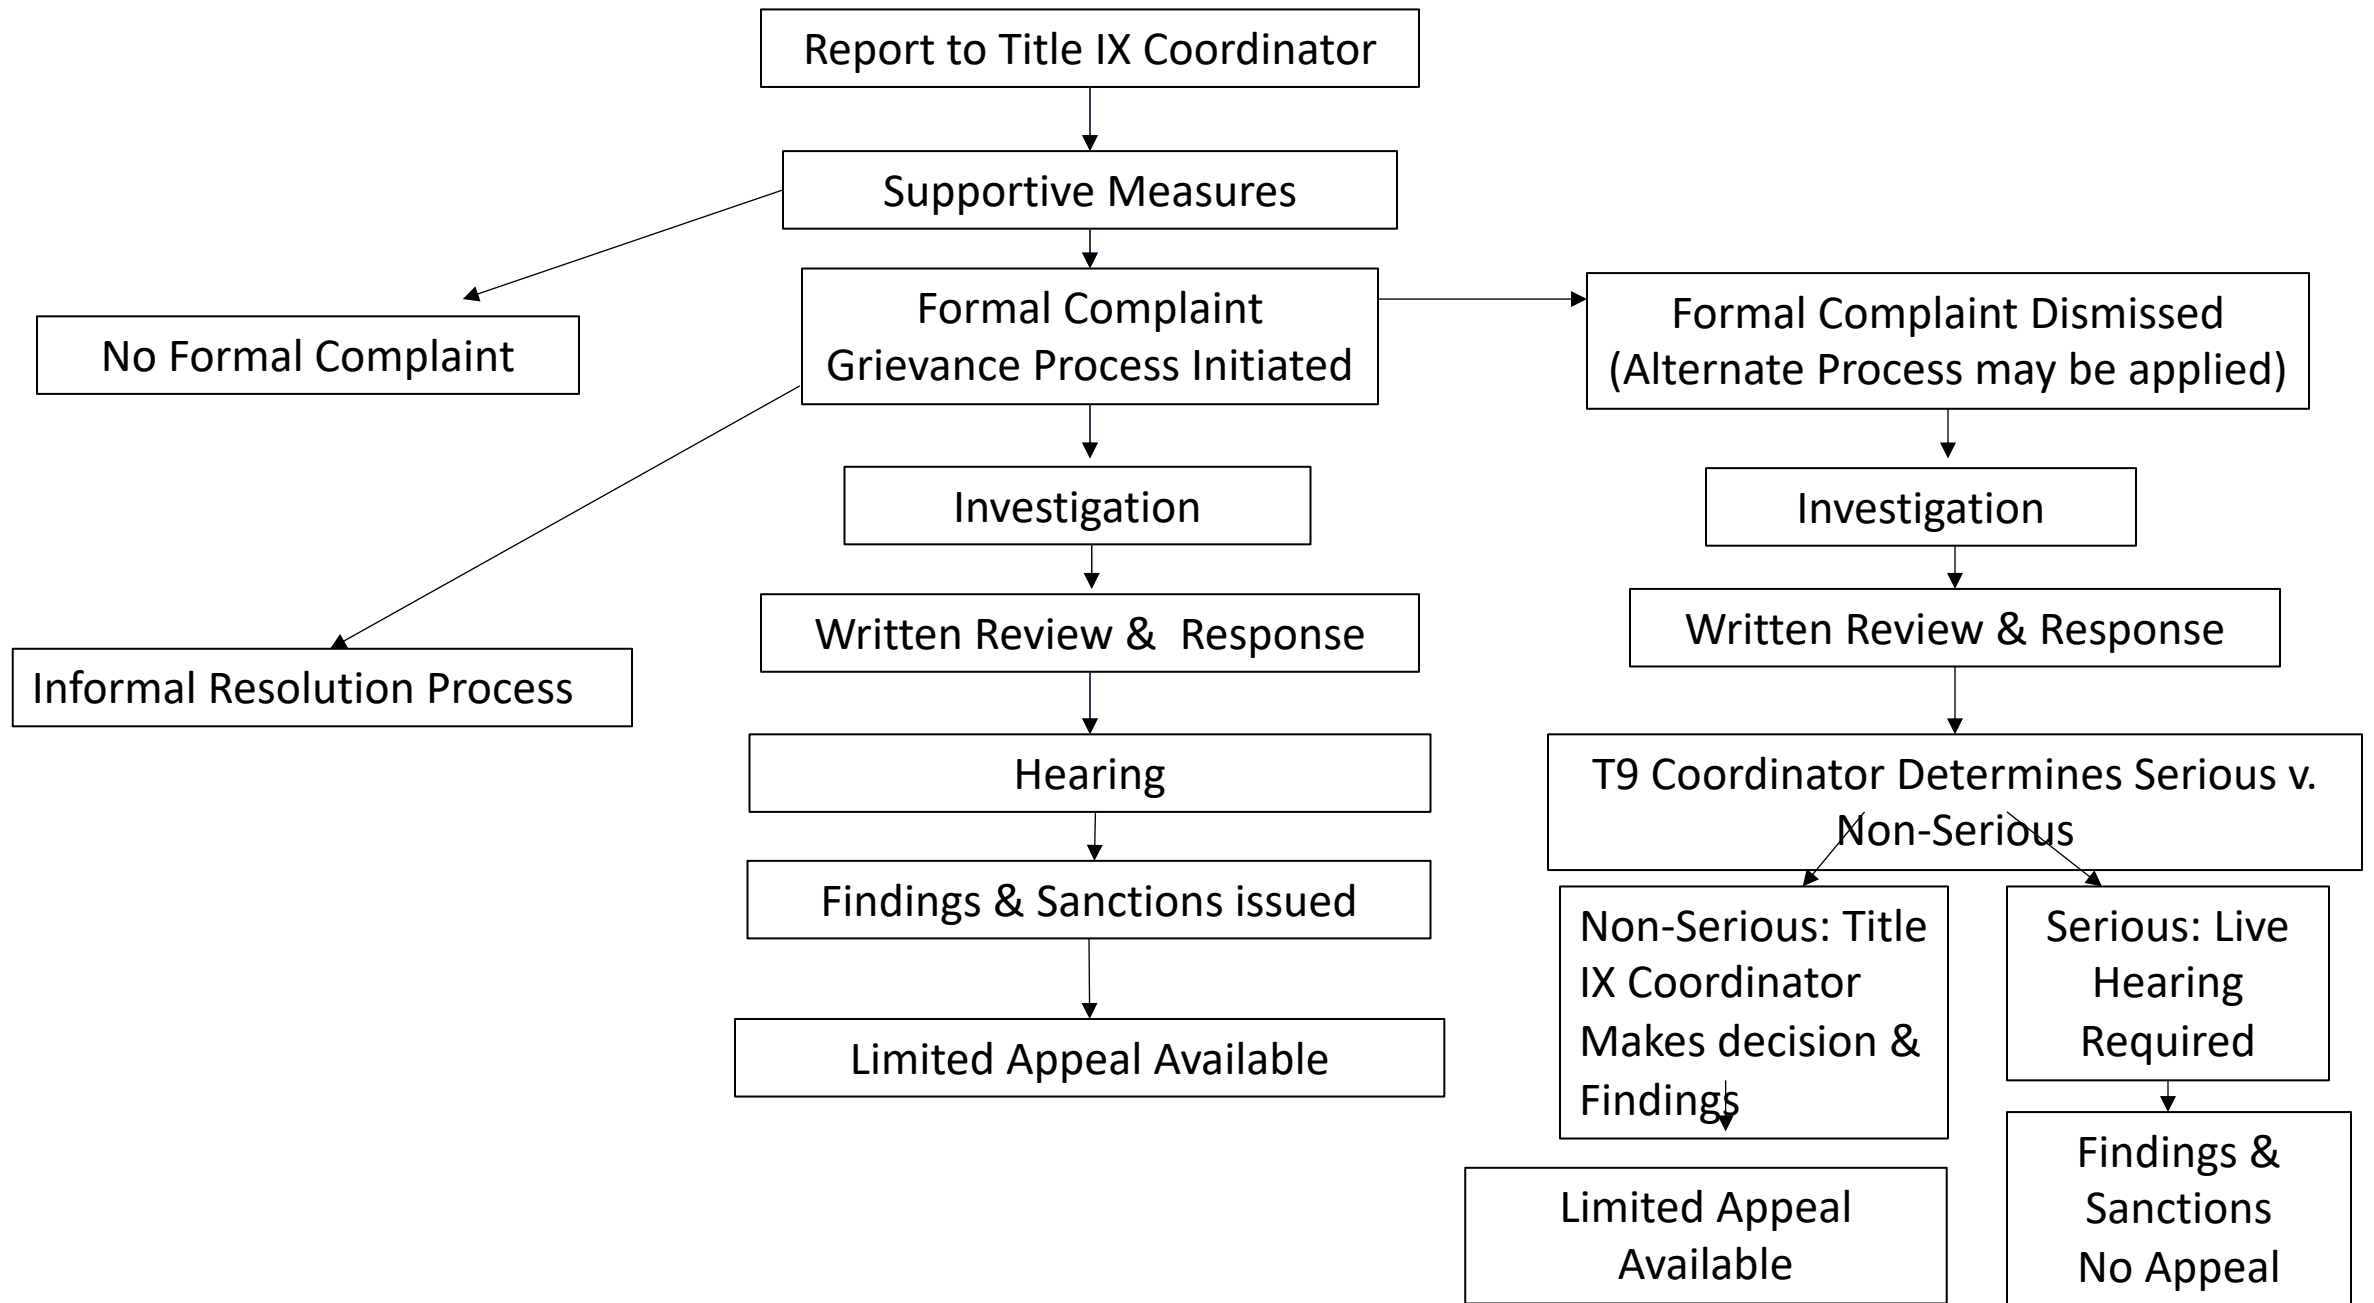 Report to Title IX Coordinator
Supportive Measures
No Formal Complaint
Formal Complaint
Grievance Process Initiated
Formal Complaint Dismissed
(Alternate Process may be applied)
Investigation
Investigation
Written Review &  Response
Written Review & Response
Informal Resolution Process
Hearing
T9 Coordinator Determines Serious v.
Non-Serious
Findings & Sanctions issued
Limited Appeal Available
Non-Serious: Title
IX Coordinator
Makes decision &
Findings
Serious: Live
Hearing
Required
Limited Appeal
Available
Findings &
Sanctions
No Appeal